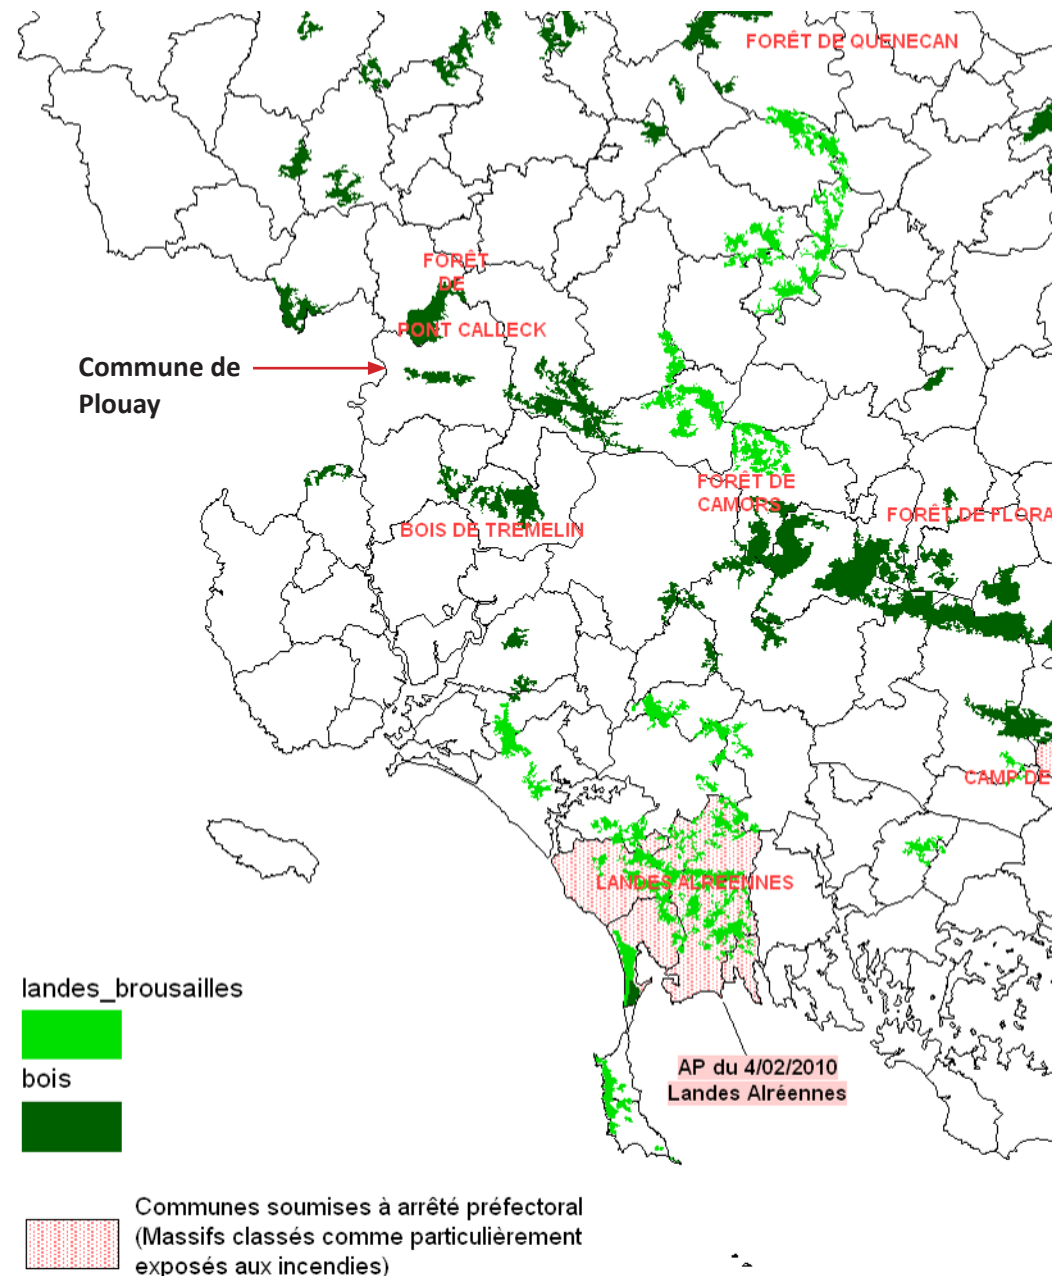 FORÊT DE QUENECAN
FORÊT
DE
PONT CALLECK
Commune de
Plouay
FORÊT DE
CAMORS
FORÊT DE FLORA
BOIS DE TREMELIN
CAMP DE
LANDES ALRÉENNES
landes_brousailles
bois
AP du 4/02/2010
Landes Alréennes
Communes soumises à arrêté préfectoral
(Massifs classés comme particulièrement
exposés aux incendies)